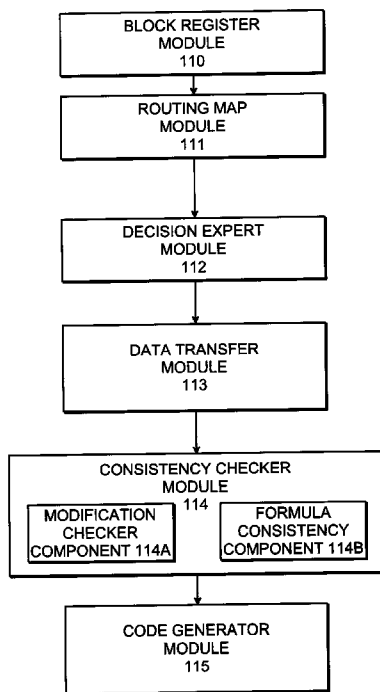 BLOCK REGISTER
MODULE
110
ROUTING MAP
MODULE
111
DECISION EXPERT
MODULE
112
DATA TRANSFER
MODULE
113
CONSISTENCY CHECKER
MODULE
114
MODIFICATION
CHECKER
COMPONENT 114A
FORMULA
CONSISTENCY
COMPONENT 114B
CODE GENERATOR
MODULE
115